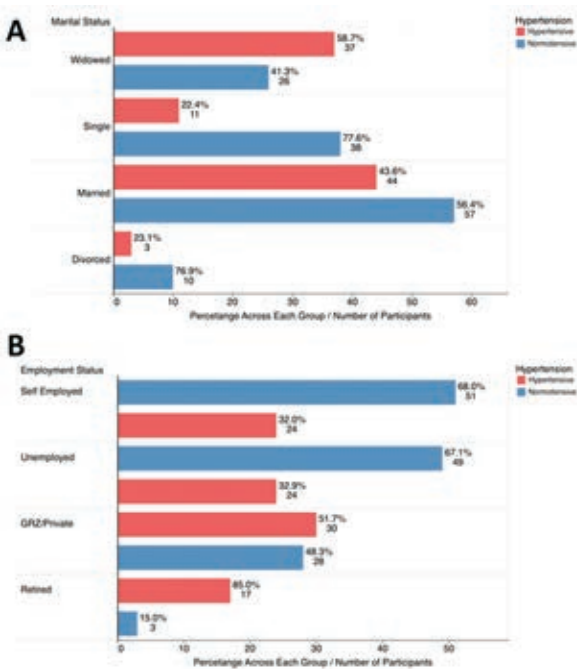 A
Marital Status
Hypertension
Hypertensive
Normotensive
Widowed
58.7%
37
41.3%
26
Single
22.4%
11
77.6%
38
Married
43.6%
44
56.4%
57
Divorced
23.1%
3
76.9%
10
0 10 20 30 40 50 60
Percetange Across Each Group / Number of Participants
B
Employment Status
Hypertension
Hypertensive
Normotensive
Self Employed
68.0%
51
32.0%
24
Unemployed
67.1%
49
32.9%
24
GRZ/Private
51.7%
30
48.3%
28
Retired
85.0%
17
15.0%
3
0 10 20 30 40 50
Percetange Across Each Group / Number of Participants